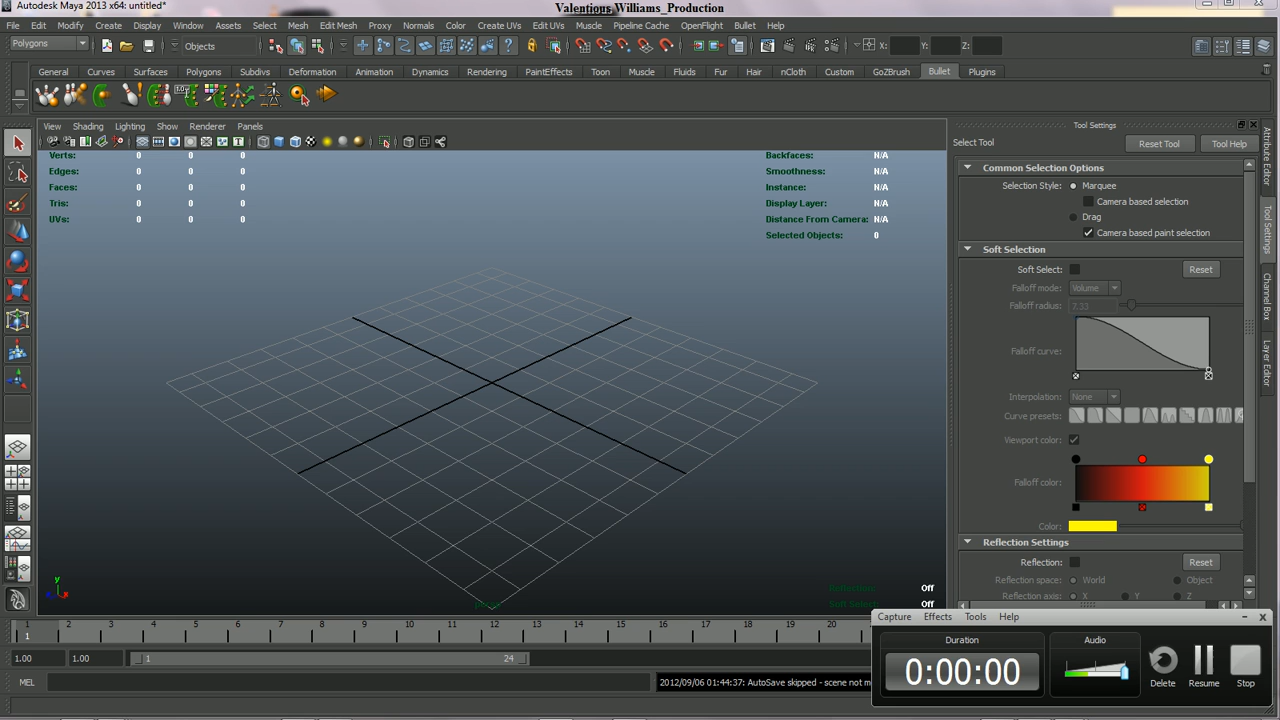 Autodesk Maya 2013 x64: untitled*
Valentious_Williams_Production
File Edit Modify Create Display Window Assets Select Mesh Edit Mesh Proxy Normals Color Create UVs Edit UVs Muscle Pipeline Cache OpenFlight Bullet Help
Polygons Objects X: Y: Z:
General Curves Surfaces Polygons Subdivs Deformation Animation Dynamics Rendering PaintEffects Toon Muscle Fluids Fur Hair nCloth Custom GoZBrush Bullet Plugins
View Shading Lighting Show Renderer Panels
Verts: 0 0 0
Edges: 0 0 0
Faces: 0 0 0
Tris: 0 0 0
UVs: 0 0 0
Backfaces: N/A
Smoothness: N/A
Instance: N/A
Display Layer: N/A
Distance From Camera: N/A
Selected Objects: 0
y
x
Off
Off
Tool Settings
Select Tool Reset Tool Tool Help
Common Selection Options
Selection Style: Marquee
Camera based selection
Drag
Camera based paint selection
Soft Selection
Soft Select: Reset
Falloff mode: Volume
Falloff radius: 7.33
Falloff curve:
Interpolation: None
Curve presets:
Viewport color:
Falloff color:
Color:
Reflection Settings
Reflection: Reset
Reflection space: World Object
Reflection axis: X Y Z
Attribute Editor
Tool Settings
Channel Box
Layer Editor
1 2 3 4 5 6 7 8 9 10 11 12 13 14 15 16 17 18 19 20
1
1.00 1.00 1 24
MEL 2012/09/06 01:44:37: AutoSave skipped - scene not m
Capture Effects Tools Help
Duration Audio
0:00:00
Delete Resume Stop